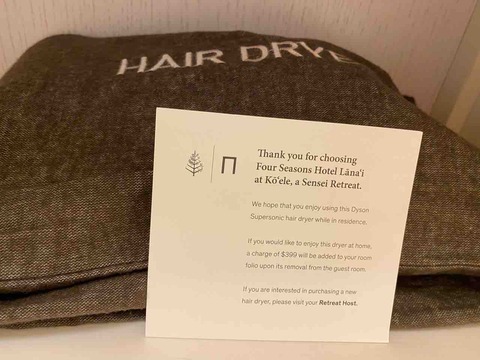 HAIR DRYE
Thank you for choosing
Four Seasons Hotel Lānaʻi
at Kōʻele, a Sensei Retreat.
We hope that you enjoy using this Dyson
Supersonic hair dryer while in residence.
If you would like to enjoy this dryer at home,
a charge of $399 will be added to your room
folio upon its removal from the guest room.
If you are interested in purchasing a new
hair dryer, please visit your Retreat Host.